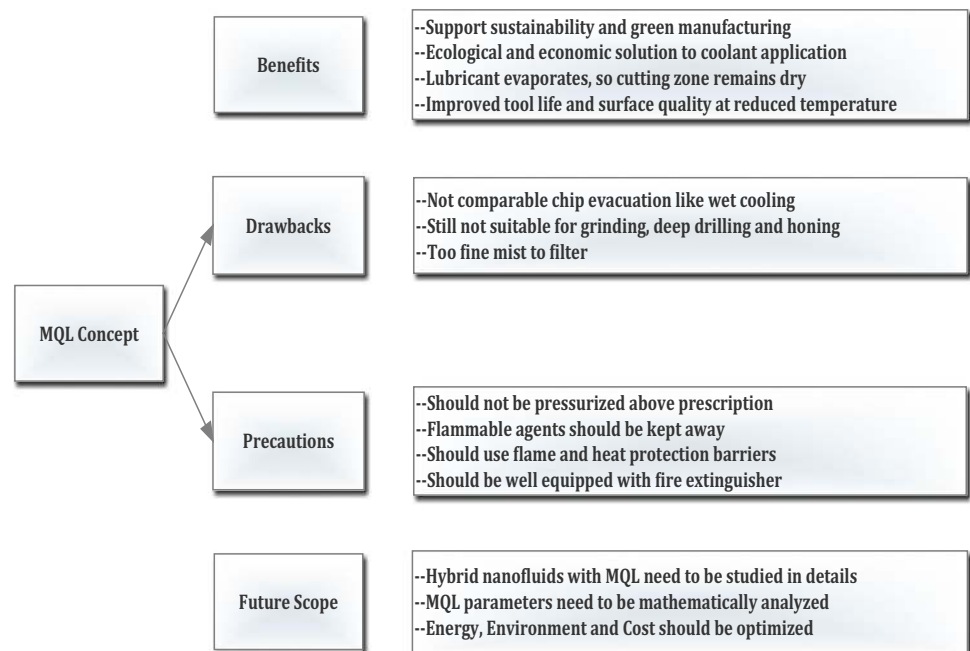 Benefits
--Support sustainability and green manufacturing
--Ecological and economic solution to coolant application
--Lubricant evaporates, so cutting zone remains dry
--Improved tool life and surface quality at reduced temperature
Drawbacks
--Not comparable chip evacuation like wet cooling
--Still not suitable for grinding, deep drilling and honing
--Too fine mist to filter
MQL Concept
Precautions
--Should not be pressurized above prescription
--Flammable agents should be kept away
--Should use flame and heat protection barriers
--Should be well equipped with fire extinguisher
Future Scope
--Hybrid nanofluids with MQL need to be studied in details
--MQL parameters need to be mathematically analyzed
--Energy, Environment and Cost should be optimized